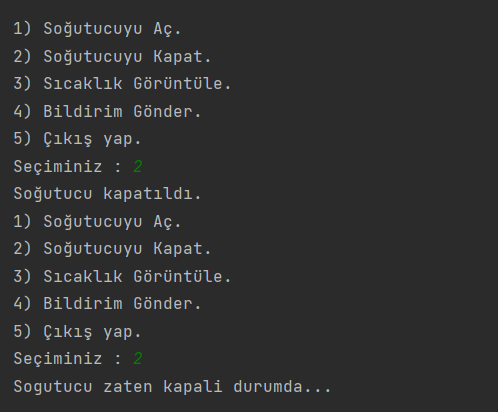 1) Soğutucuyu Aç.
2) Soğutucuyu Kapat.
3) Sıcaklık Görüntüle.
4) Bildirim Gönder.
5) Çıkış yap.
Seçiminiz : 2
Soğutucu kapatıldı.
1) Soğutucuyu Aç.
2) Soğutucuyu Kapat.
3) Sıcaklık Görüntüle.
4) Bildirim Gönder.
5) Çıkış yap.
Seçiminiz : 2
Sogutucu zaten kapali durumda...